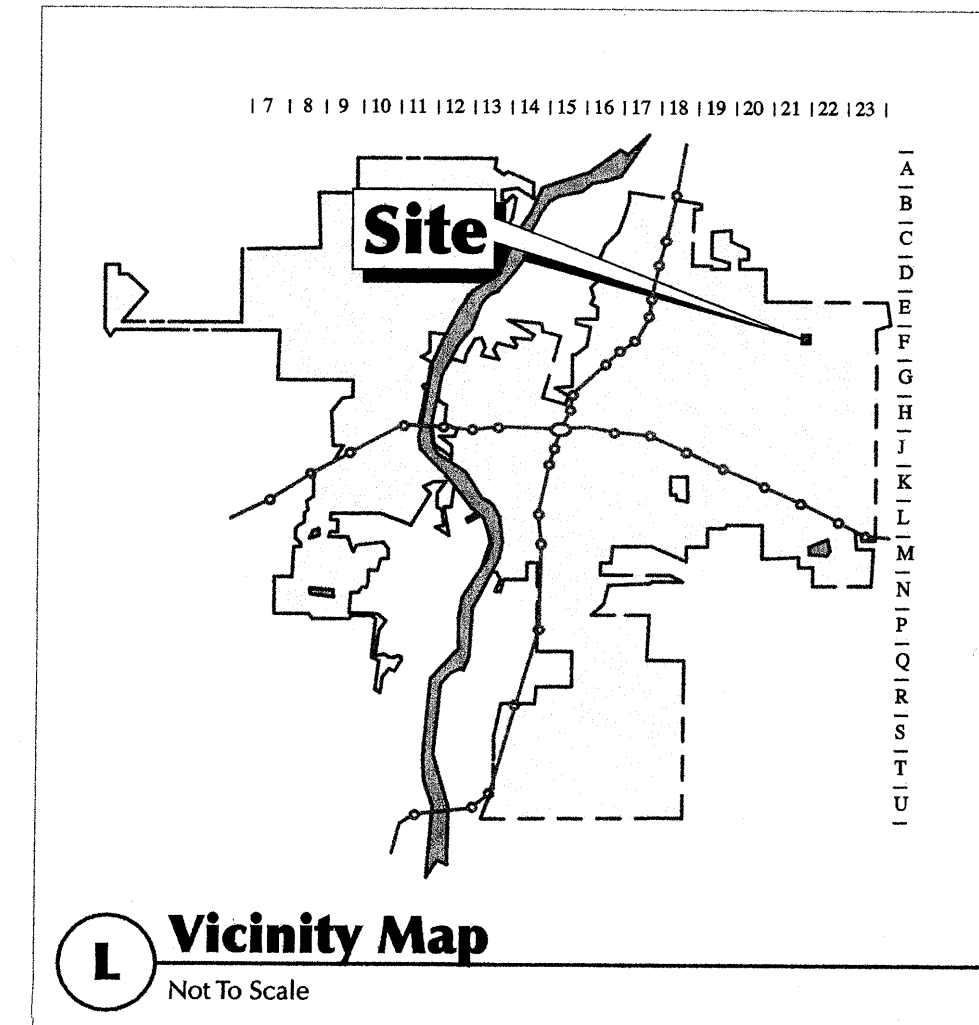 | 7 | 8 | 9 | 10 | 11 | 12 | 13 | 14 | 15 | 16 | 17 | 18 | 19 | 20 | 21 | 22 | 23 |
A
B
C
D
E
F
G
H
J
K
L
M
N
P
Q
R
S
T
U
Site
L
Vicinity Map
Not To Scale